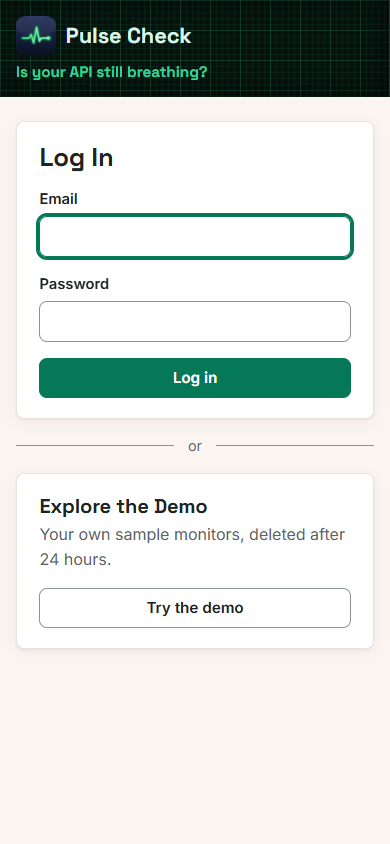 Pulse Check
Is your API still breathing?
Log In
Email
Password
Log in
or
Explore the Demo
Your own sample monitors, deleted after
24 hours.
Try the demo